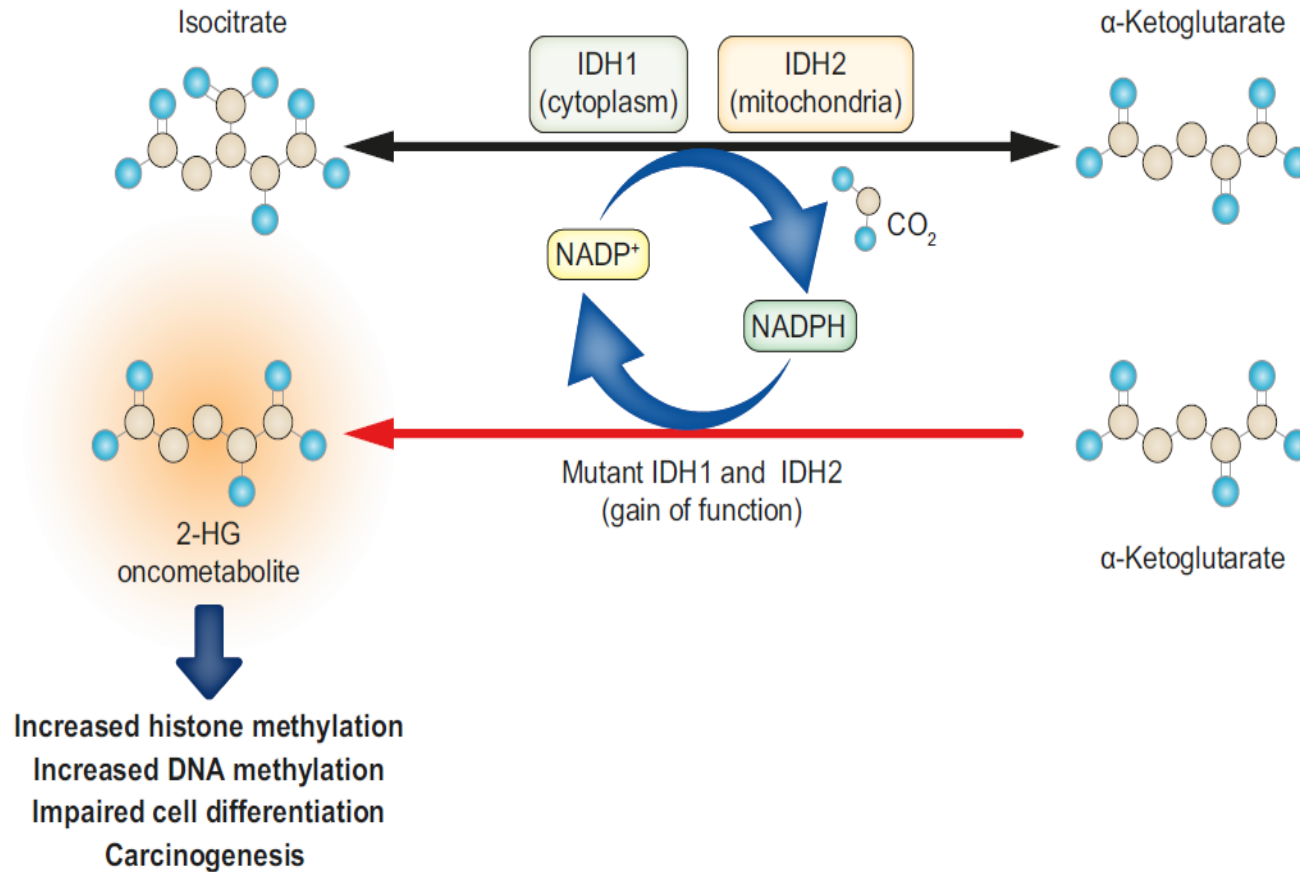 Isocitrate
IDH1
(cytoplasm)
IDH2
(mitochondria)
α-Ketoglutarate
NADP⁺
CO₂
NADPH
Mutant IDH1 and IDH2
(gain of function)
2-HG
oncometabolite
α-Ketoglutarate
Increased histone methylation
Increased DNA methylation
Impaired cell differentiation
Carcinogenesis